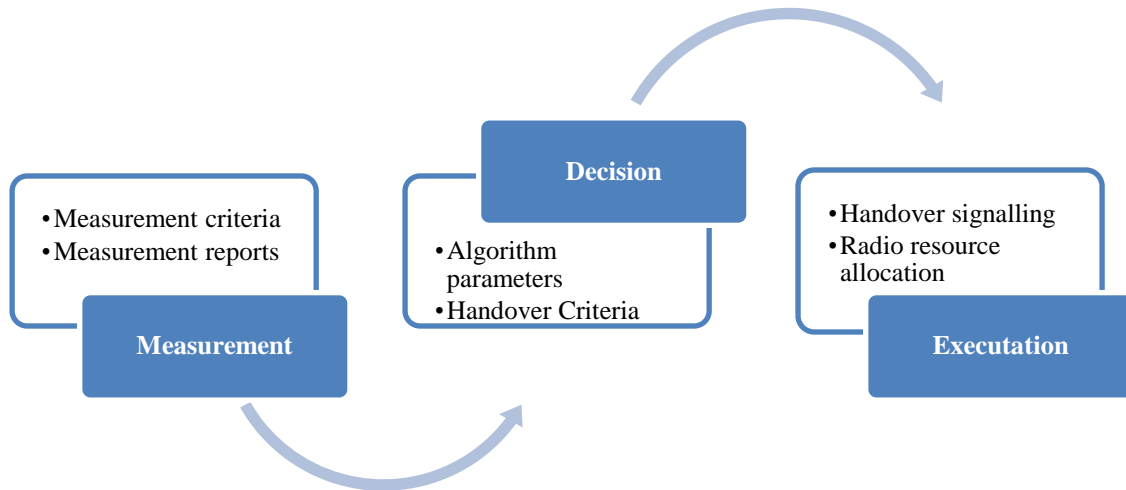 •Measurement criteria
•Measurement reports
Measurement
Decision
•Algorithm
parameters
•Handover Criteria
•Handover signalling
•Radio resource
allocation
Executation